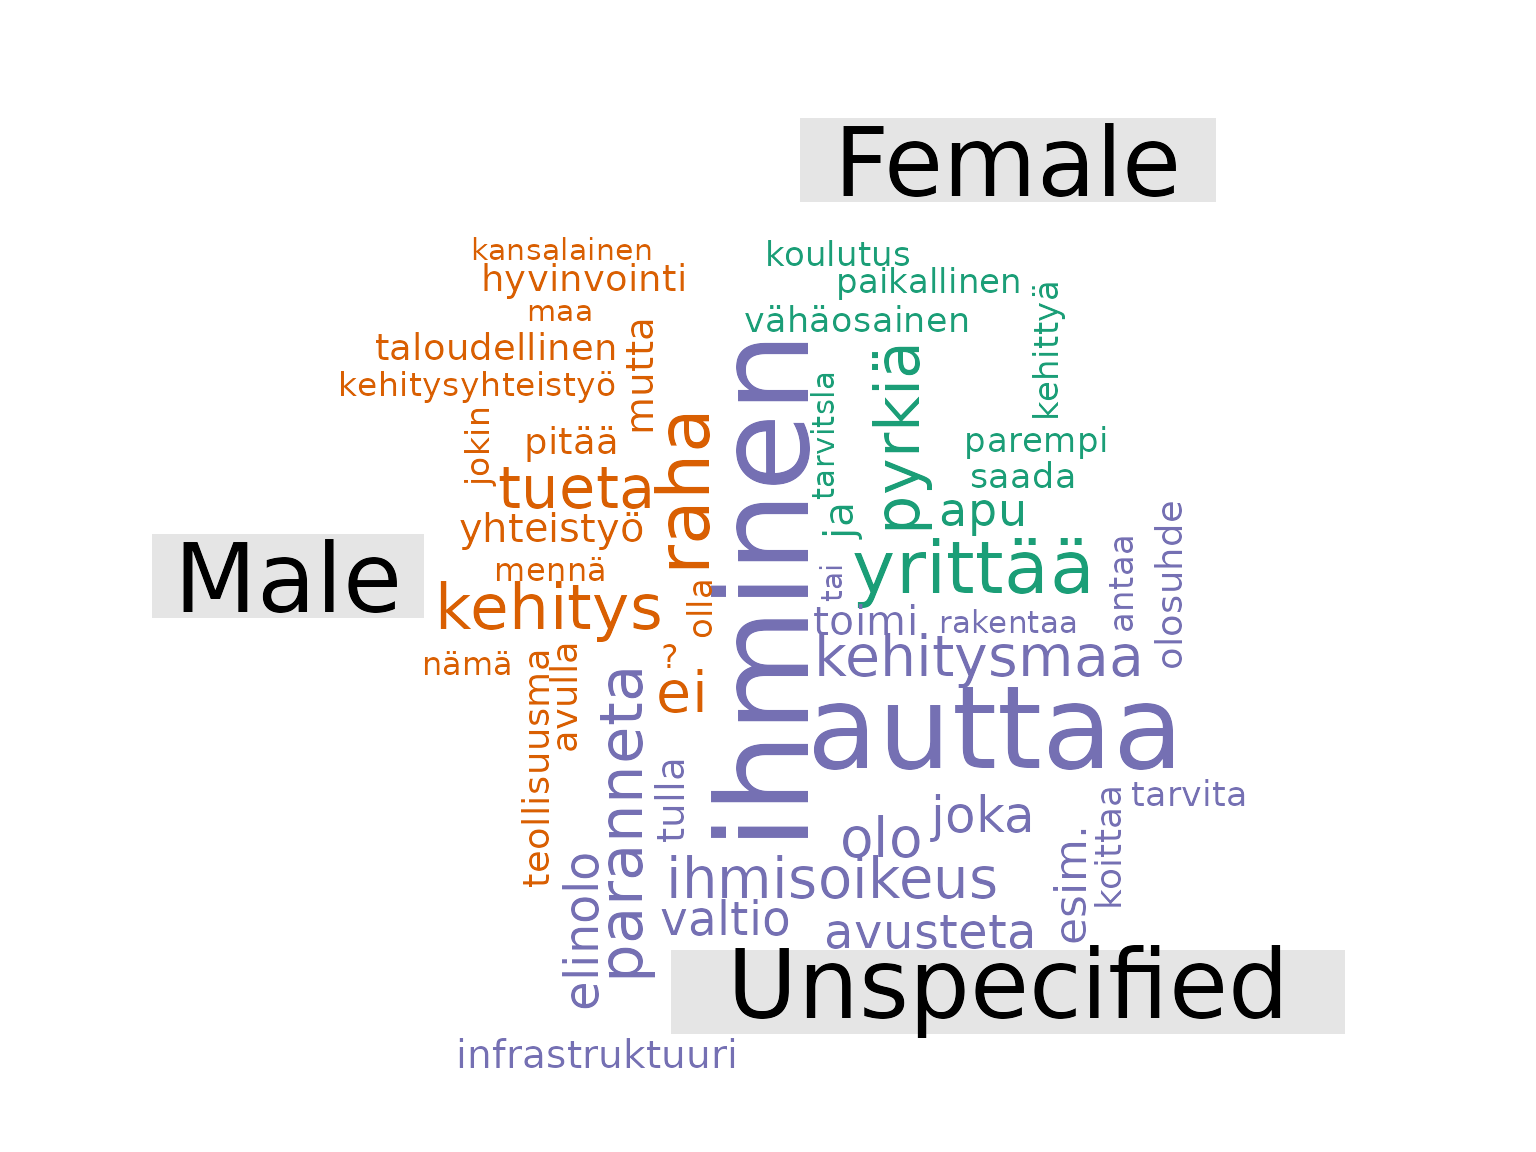 Female
kansalainen
koulutus
hyvinvointi
paikallinen
maa
vähäosainen
kehittyä
taloudellinen
mutta
kehitysyhteistyö
ihminen
pyrkiä
tarvitsla
jokin
pitää
raha
parempi
tueta
saada
yhteistyö
ja
apu
Male
mennä
yrittää
antaa
olosuhde
tai
kehitys
olla
toimi
rakentaa
nämä
?
kehitysmaa
teollisuusma
avulla
ei
auttaa
paranneta
tulla
joka
tarvita
olo
koittaa
esim.
elinolo
ihmisoikeus
valtio
avusteta
Unspecified
infrastruktuuri